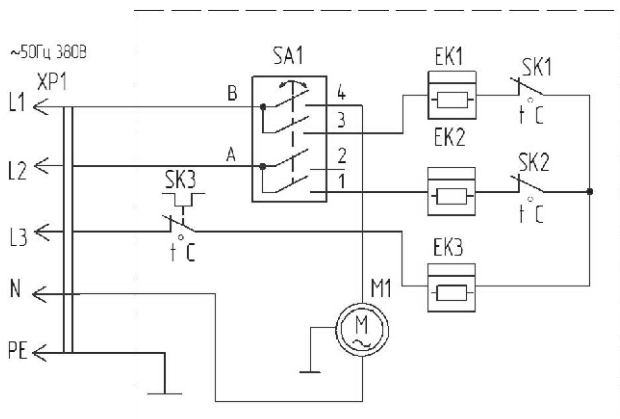 ~50Гц 380В
XP1
SA1
EK1
SK1
L1
B
4
3
t°C
EK2
L2
A
2
1
SK2
SK3
t°C
L3
t°C
EK3
N
M1
M
~
PE